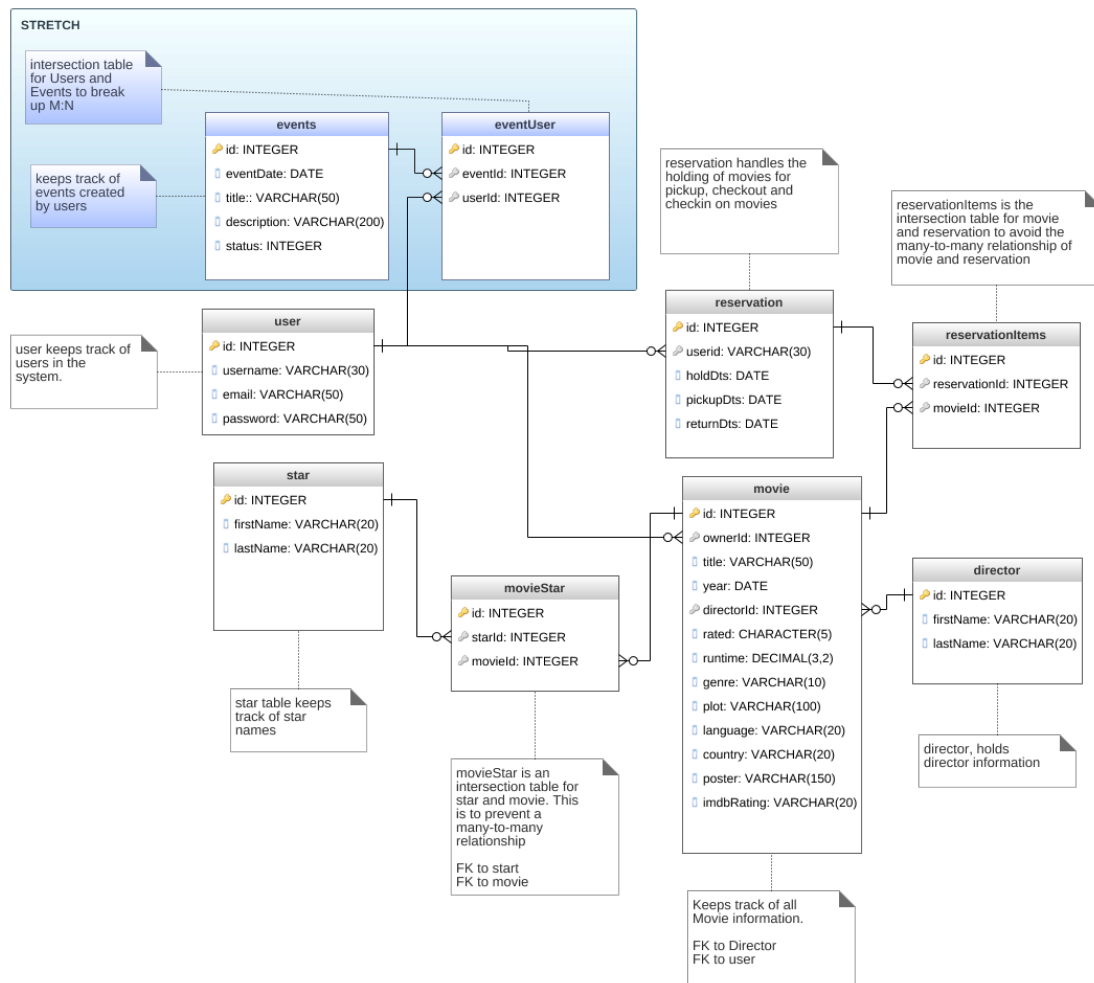 STRETCH
intersection table
for Users and
Events to break
up M:N
keeps track of
events created
by users
events
id: INTEGER
eventDate: DATE
title:: VARCHAR(50)
description: VARCHAR(200)
status: INTEGER
eventUser
id: INTEGER
eventId: INTEGER
userId: INTEGER
reservation handles the
holding of movies for
pickup, checkout and
checkin on movies
reservationItems is the
intersection table for movie
and reservation to avoid the
many-to-many relationship of
movie and reservation
user keeps track of
users in the
system.
user
id: INTEGER
username: VARCHAR(30)
email: VARCHAR(50)
password: VARCHAR(50)
reservation
id: INTEGER
userid: VARCHAR(30)
holdDts: DATE
pickupDts: DATE
returnDts: DATE
reservationItems
id: INTEGER
reservationId: INTEGER
movieId: INTEGER
star
id: INTEGER
firstName: VARCHAR(20)
lastName: VARCHAR(20)
star table keeps
track of star
names
movieStar
id: INTEGER
starId: INTEGER
movieId: INTEGER
movieStar is an
intersection table for
star and movie. This
is to prevent a
many-to-many
relationship
FK to start
FK to movie
movie
id: INTEGER
ownerId: INTEGER
title: VARCHAR(50)
year: DATE
directorId: INTEGER
rated: CHARACTER(5)
runtime: DECIMAL(3,2)
genre: VARCHAR(10)
plot: VARCHAR(100)
language: VARCHAR(20)
country: VARCHAR(20)
poster: VARCHAR(150)
imdbRating: VARCHAR(20)
Keeps track of all
Movie information.
FK to Director
FK to user
director
id: INTEGER
firstName: VARCHAR(20)
lastName: VARCHAR(20)
director, holds
director information